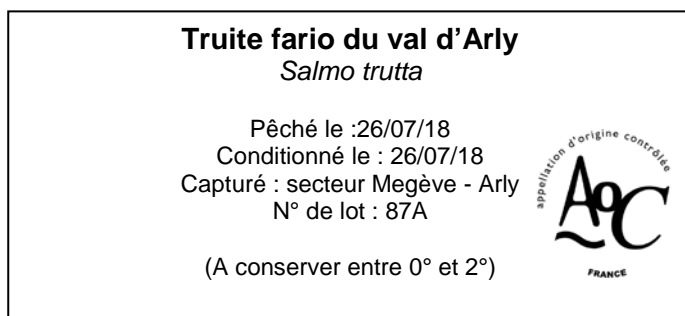 Truite fario du val d'Arly
Salmo trutta
Pêché le :26/07/18
Conditionné le : 26/07/18
Capturé : secteur Megève - Arly
N° de lot : 87A
(A conserver entre 0° et 2°)
appellation d'origine contrôlée
AOC
FRANCE